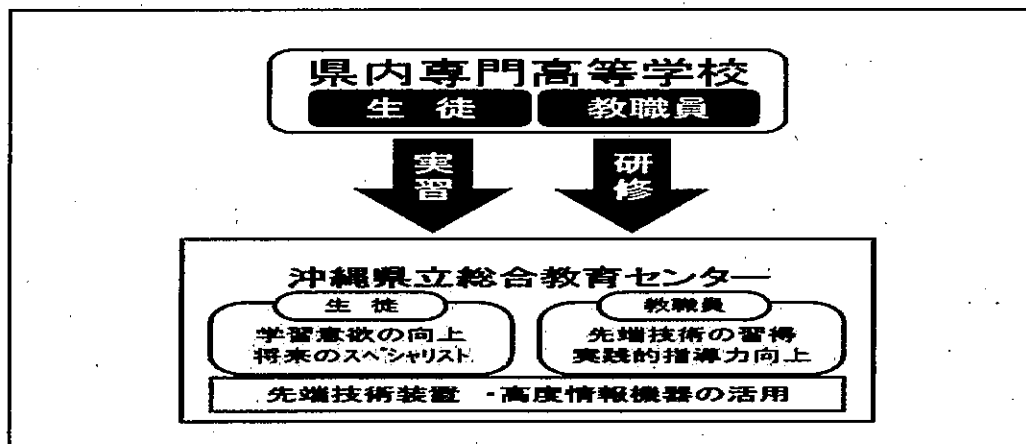 県内専門高等学校
生徒 教職員
実習 研修
沖縄県立総合教育センター
生徒 教職員
学習意欲の向上 先端技術の習得
将来のスペシャリスト 実践的指導力向上
先端技術装置・高度情報機器の活用